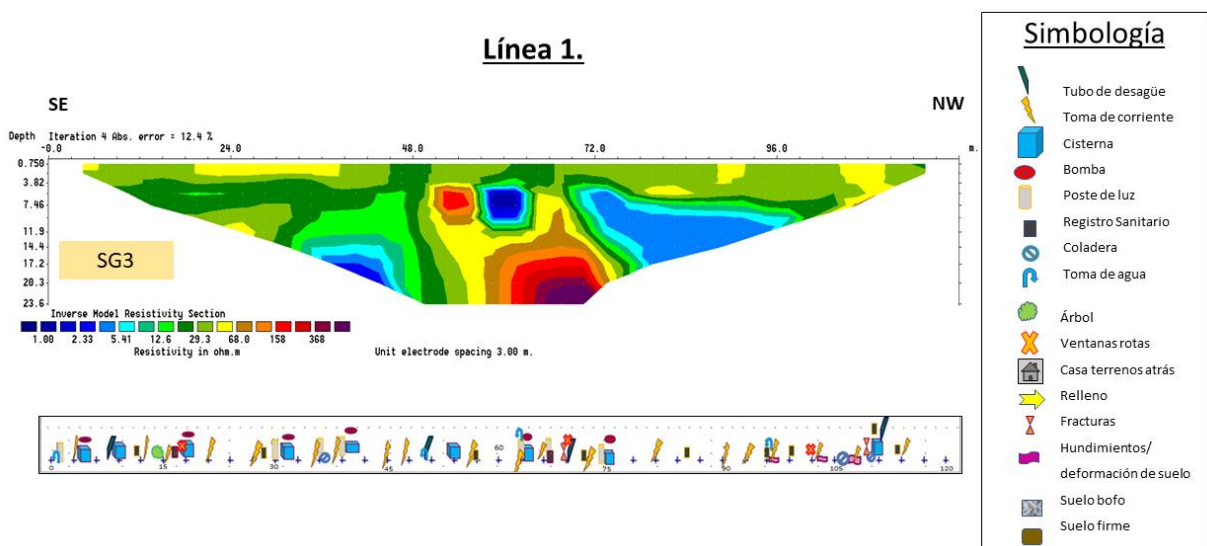 Línea 1.
SE
NW
Depth Iteration 4 Abs. error = 12.4 %
-0.0 24.0 48.0 72.0 96.0 m.
0.750
3.82
7.46
11.9
14.4
17.2
20.3
23.6
SG3
Inverse Model Resistivity Section
1.00 2.33 5.41 12.6 29.3 68.0 158 368
Resistivity in ohm.m Unit electrode spacing 3.00 m.
0 15 30 45 60 75 90 105 120
Simbología
Tubo de desagüe
Toma de corriente
Cisterna
Bomba
Poste de luz
Registro Sanitario
Coladera
Toma de agua
Árbol
Ventanas rotas
Casa terrenos atrás
Relleno
Fracturas
Hundimientos/
deformación de suelo
Suelo bofo
Suelo firme